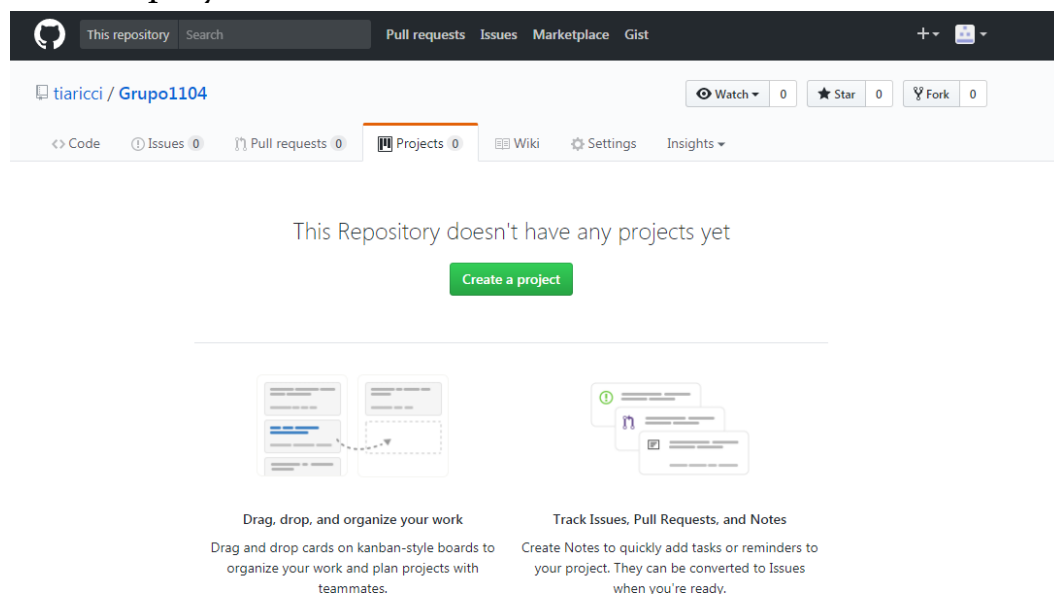 This repository Search Pull requests Issues Marketplace Gist
tiaricci / Grupo1104 Watch 0 Star 0 Fork 0
<> Code Issues 0 Pull requests 0 Projects 0 Wiki Settings Insights
This Repository doesn't have any projects yet
Create a project
Drag, drop, and organize your work
Drag and drop cards on kanban-style boards to
organize your work and plan projects with
teammates.
Track Issues, Pull Requests, and Notes
Create Notes to quickly add tasks or reminders to
your project. They can be converted to Issues
when you're ready.